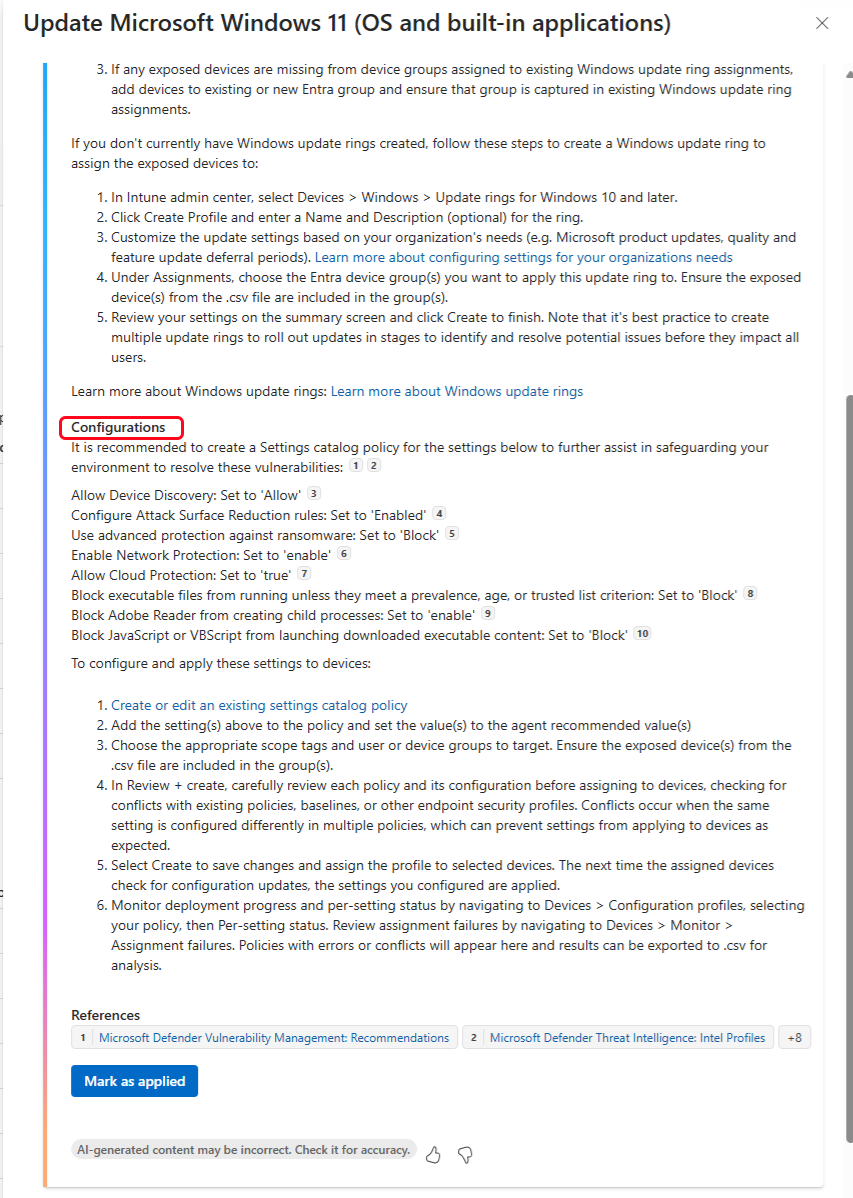 Update Microsoft Windows 11 (OS and built-in applications)
3. If any exposed devices are missing from device groups assigned to existing Windows update ring assignments,
add devices to existing or new Entra group and ensure that group is captured in existing Windows update ring
assignments.
If you don't currently have Windows update rings created, follow these steps to create a Windows update ring to
assign the exposed devices to:
1. In Intune admin center, select Devices > Windows > Update rings for Windows 10 and later.
2. Click Create Profile and enter a Name and Description (optional) for the ring.
3. Customize the update settings based on your organization's needs (e.g. Microsoft product updates, quality and
feature update deferral periods). Learn more about configuring settings for your organizations needs
4. Under Assignments, choose the Entra device group(s) you want to apply this update ring to. Ensure the exposed
device(s) from the .csv file are included in the group(s).
5. Review your settings on the summary screen and click Create to finish. Note that it's best practice to create
multiple update rings to roll out updates in stages to identify and resolve potential issues before they impact all
users.
Learn more about Windows update rings: Learn more about Windows update rings
Configurations
It is recommended to create a Settings catalog policy for the settings below to further assist in safeguarding your
environment to resolve these vulnerabilities: 1 2
Allow Device Discovery: Set to 'Allow' 3
Configure Attack Surface Reduction rules: Set to 'Enabled' 4
Use advanced protection against ransomware: Set to 'Block' 5
Enable Network Protection: Set to 'enable' 6
Allow Cloud Protection: Set to 'true' 7
Block executable files from running unless they meet a prevalence, age, or trusted list criterion: Set to 'Block' 8
Block Adobe Reader from creating child processes: Set to 'enable' 9
Block JavaScript or VBScript from launching downloaded executable content: Set to 'Block' 10
To configure and apply these settings to devices:
1. Create or edit an existing settings catalog policy
2. Add the setting(s) above to the policy and set the value(s) to the agent recommended value(s)
3. Choose the appropriate scope tags and user or device groups to target. Ensure the exposed device(s) from the
.csv file are included in the group(s).
4. In Review + create, carefully review each policy and its configuration before assigning to devices, checking for
conflicts with existing policies, baselines, or other endpoint security profiles. Conflicts occur when the same
setting is configured differently in multiple policies, which can prevent settings from applying to devices as
expected.
5. Select Create to save changes and assign the profile to selected devices. The next time the assigned devices
check for configuration updates, the settings you configured are applied.
6. Monitor deployment progress and per-setting status by navigating to Devices > Configuration profiles, selecting
your policy, then Per-setting status. Review assignment failures by navigating to Devices > Monitor >
Assignment failures. Policies with errors or conflicts will appear here and results can be exported to .csv for
analysis.
References
1 Microsoft Defender Vulnerability Management: Recommendations 2 Microsoft Defender Threat Intelligence: Intel Profiles +8
Mark as applied
AI-generated content may be incorrect. Check it for accuracy.